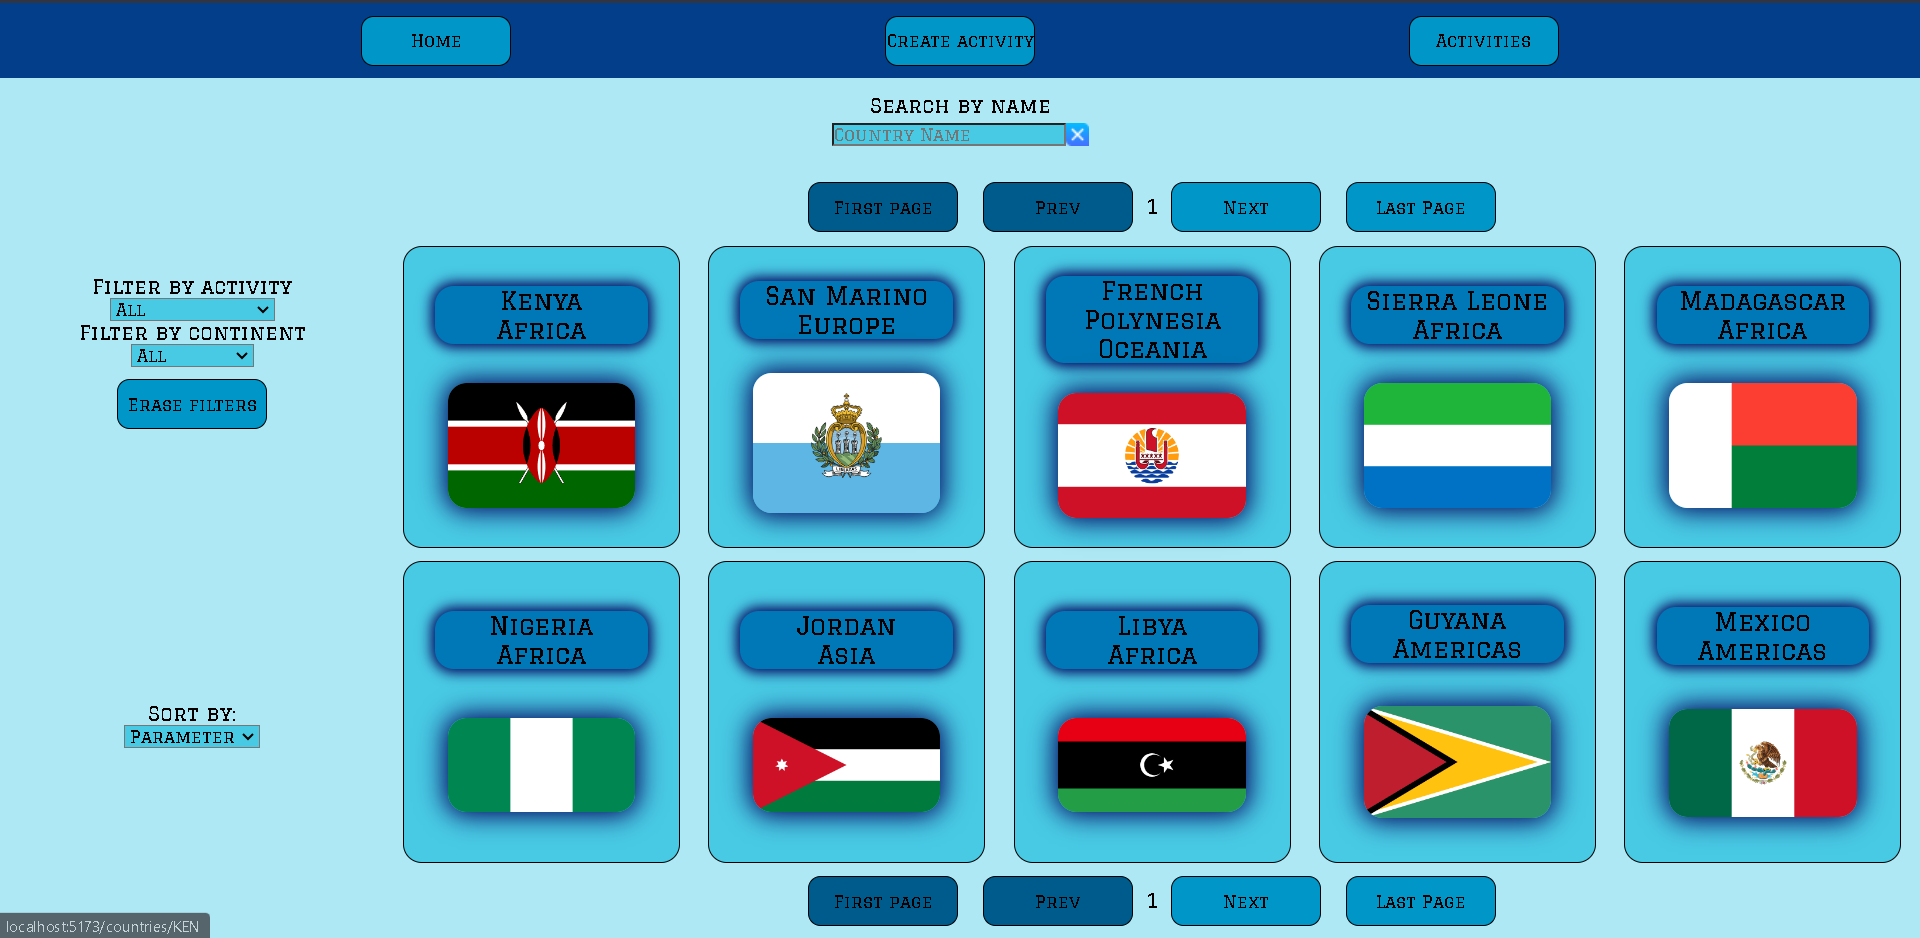 Home
Create activity
Activities
Search by name
Country Name
First page
Prev
1
Next
Last Page
Filter by activity
All
Filter by continent
All
Erase filters
Sort by:
Parameter
Kenya
Africa
San Marino
Europe
French
Polynesia
Oceania
Sierra Leone
Africa
Madagascar
Africa
Nigeria
Africa
Jordan
Asia
Libya
Africa
Guyana
Americas
Mexico
Americas
First page
Prev
1
Next
Last Page
localhost:5173/countries/KEN